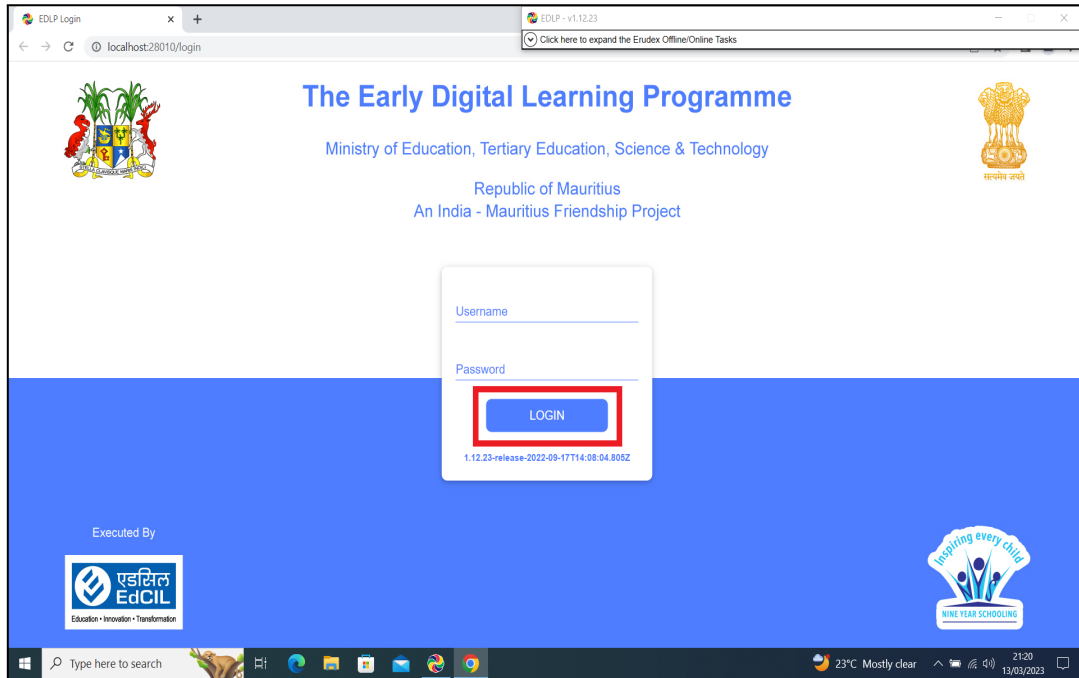 EDLP Login
EDLP - v1.12.23
localhost:28010/login
Click here to expand the Erudex Offline/Online Tasks
The Early Digital Learning Programme
Ministry of Education, Tertiary Education, Science & Technology
Republic of Mauritius
An India - Mauritius Friendship Project
सत्यमेव जयते
Username
Password
LOGIN
1.12.23-release-2022-09-17T14:08:04.805Z
Executed By
एडसिल
EdCIL
Education • Innovation • Transformation
Inspiring every child
NINE YEAR SCHOOLING
Type here to search
23°C Mostly clear
21:20
13/03/2023